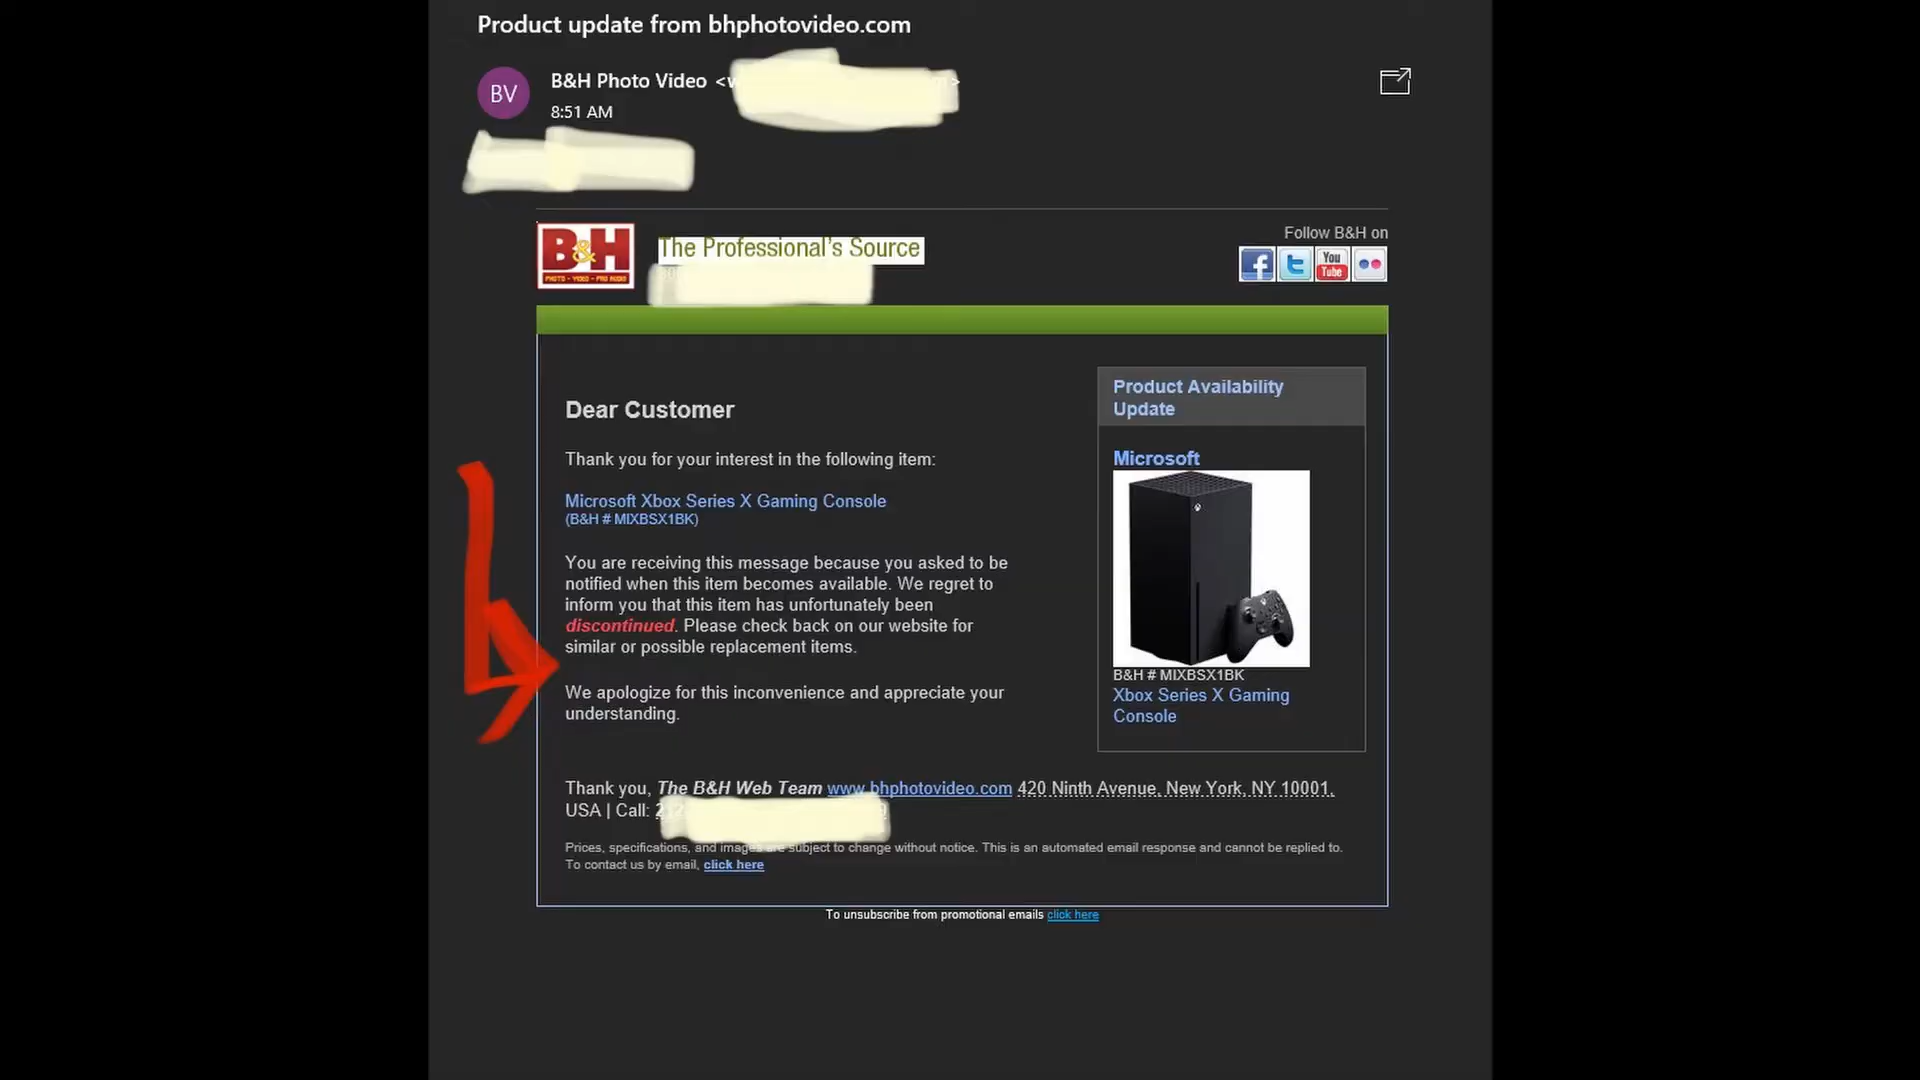 Product update from bhphotovideo.com
BV
B&H Photo Video <w
>
8:51 AM
B&H
PHOTO - VIDEO - PRO AUDIO
The Professional's Source
Follow B&H on
You
Tube
Dear Customer
Thank you for your interest in the following item:
Microsoft Xbox Series X Gaming Console
(B&H # MIXBSX1BK)
You are receiving this message because you asked to be
notified when this item becomes available. We regret to
inform you that this item has unfortunately been
discontinued. Please check back on our website for
similar or possible replacement items.
We apologize for this inconvenience and appreciate your
understanding.
Product Availability
Update
Microsoft
B&H # MIXBSX1BK
Xbox Series X Gaming
Console
Thank you, The B&H Web Team www.bhphotovideo.com 420 Ninth Avenue, New York, NY 10001,
USA | Call: 212
Prices, specifications, and images are subject to change without notice. This is an automated email response and cannot be replied to.
To contact us by email, click here
To unsubscribe from promotional emails click here